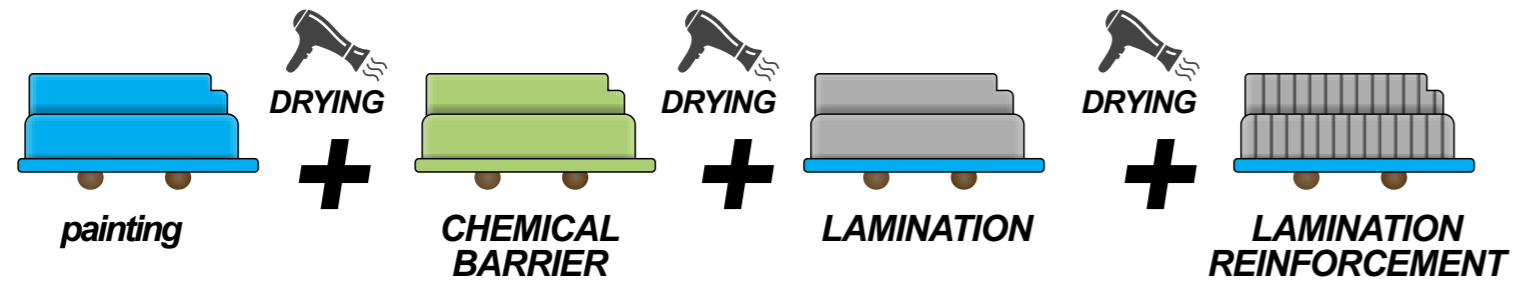 DRYING
DRYING
DRYING
painting
CHEMICAL
BARRIER
LAMINATION
LAMINATION
REINFORCEMENT